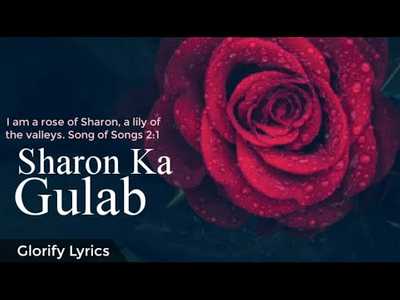 I am a rose of Sharon, a lily of
the valleys. Song of Songs 2:1
Sharon Ka
Gulab
Glorify Lyrics